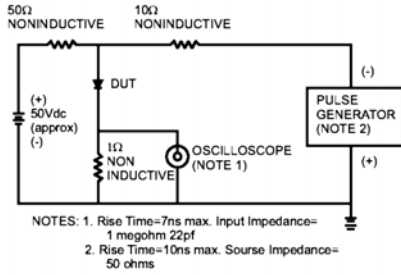 50Ω
NONINDUCTIVE
10Ω
NONINDUCTIVE
(+)
50Vdc
(approx)
(-)
DUT
1Ω
NON
INDUCTIVE
OSCILLOSCOPE
(NOTE 1)
(-)
PULSE
GENERATOR
(NOTE 2)
(+)
NOTES: 1. Rise Time=7ns max. Input Impedance=
1 megohm 22pf
2. Rise Time=10ns max. Sourse Impedance=
50 ohms